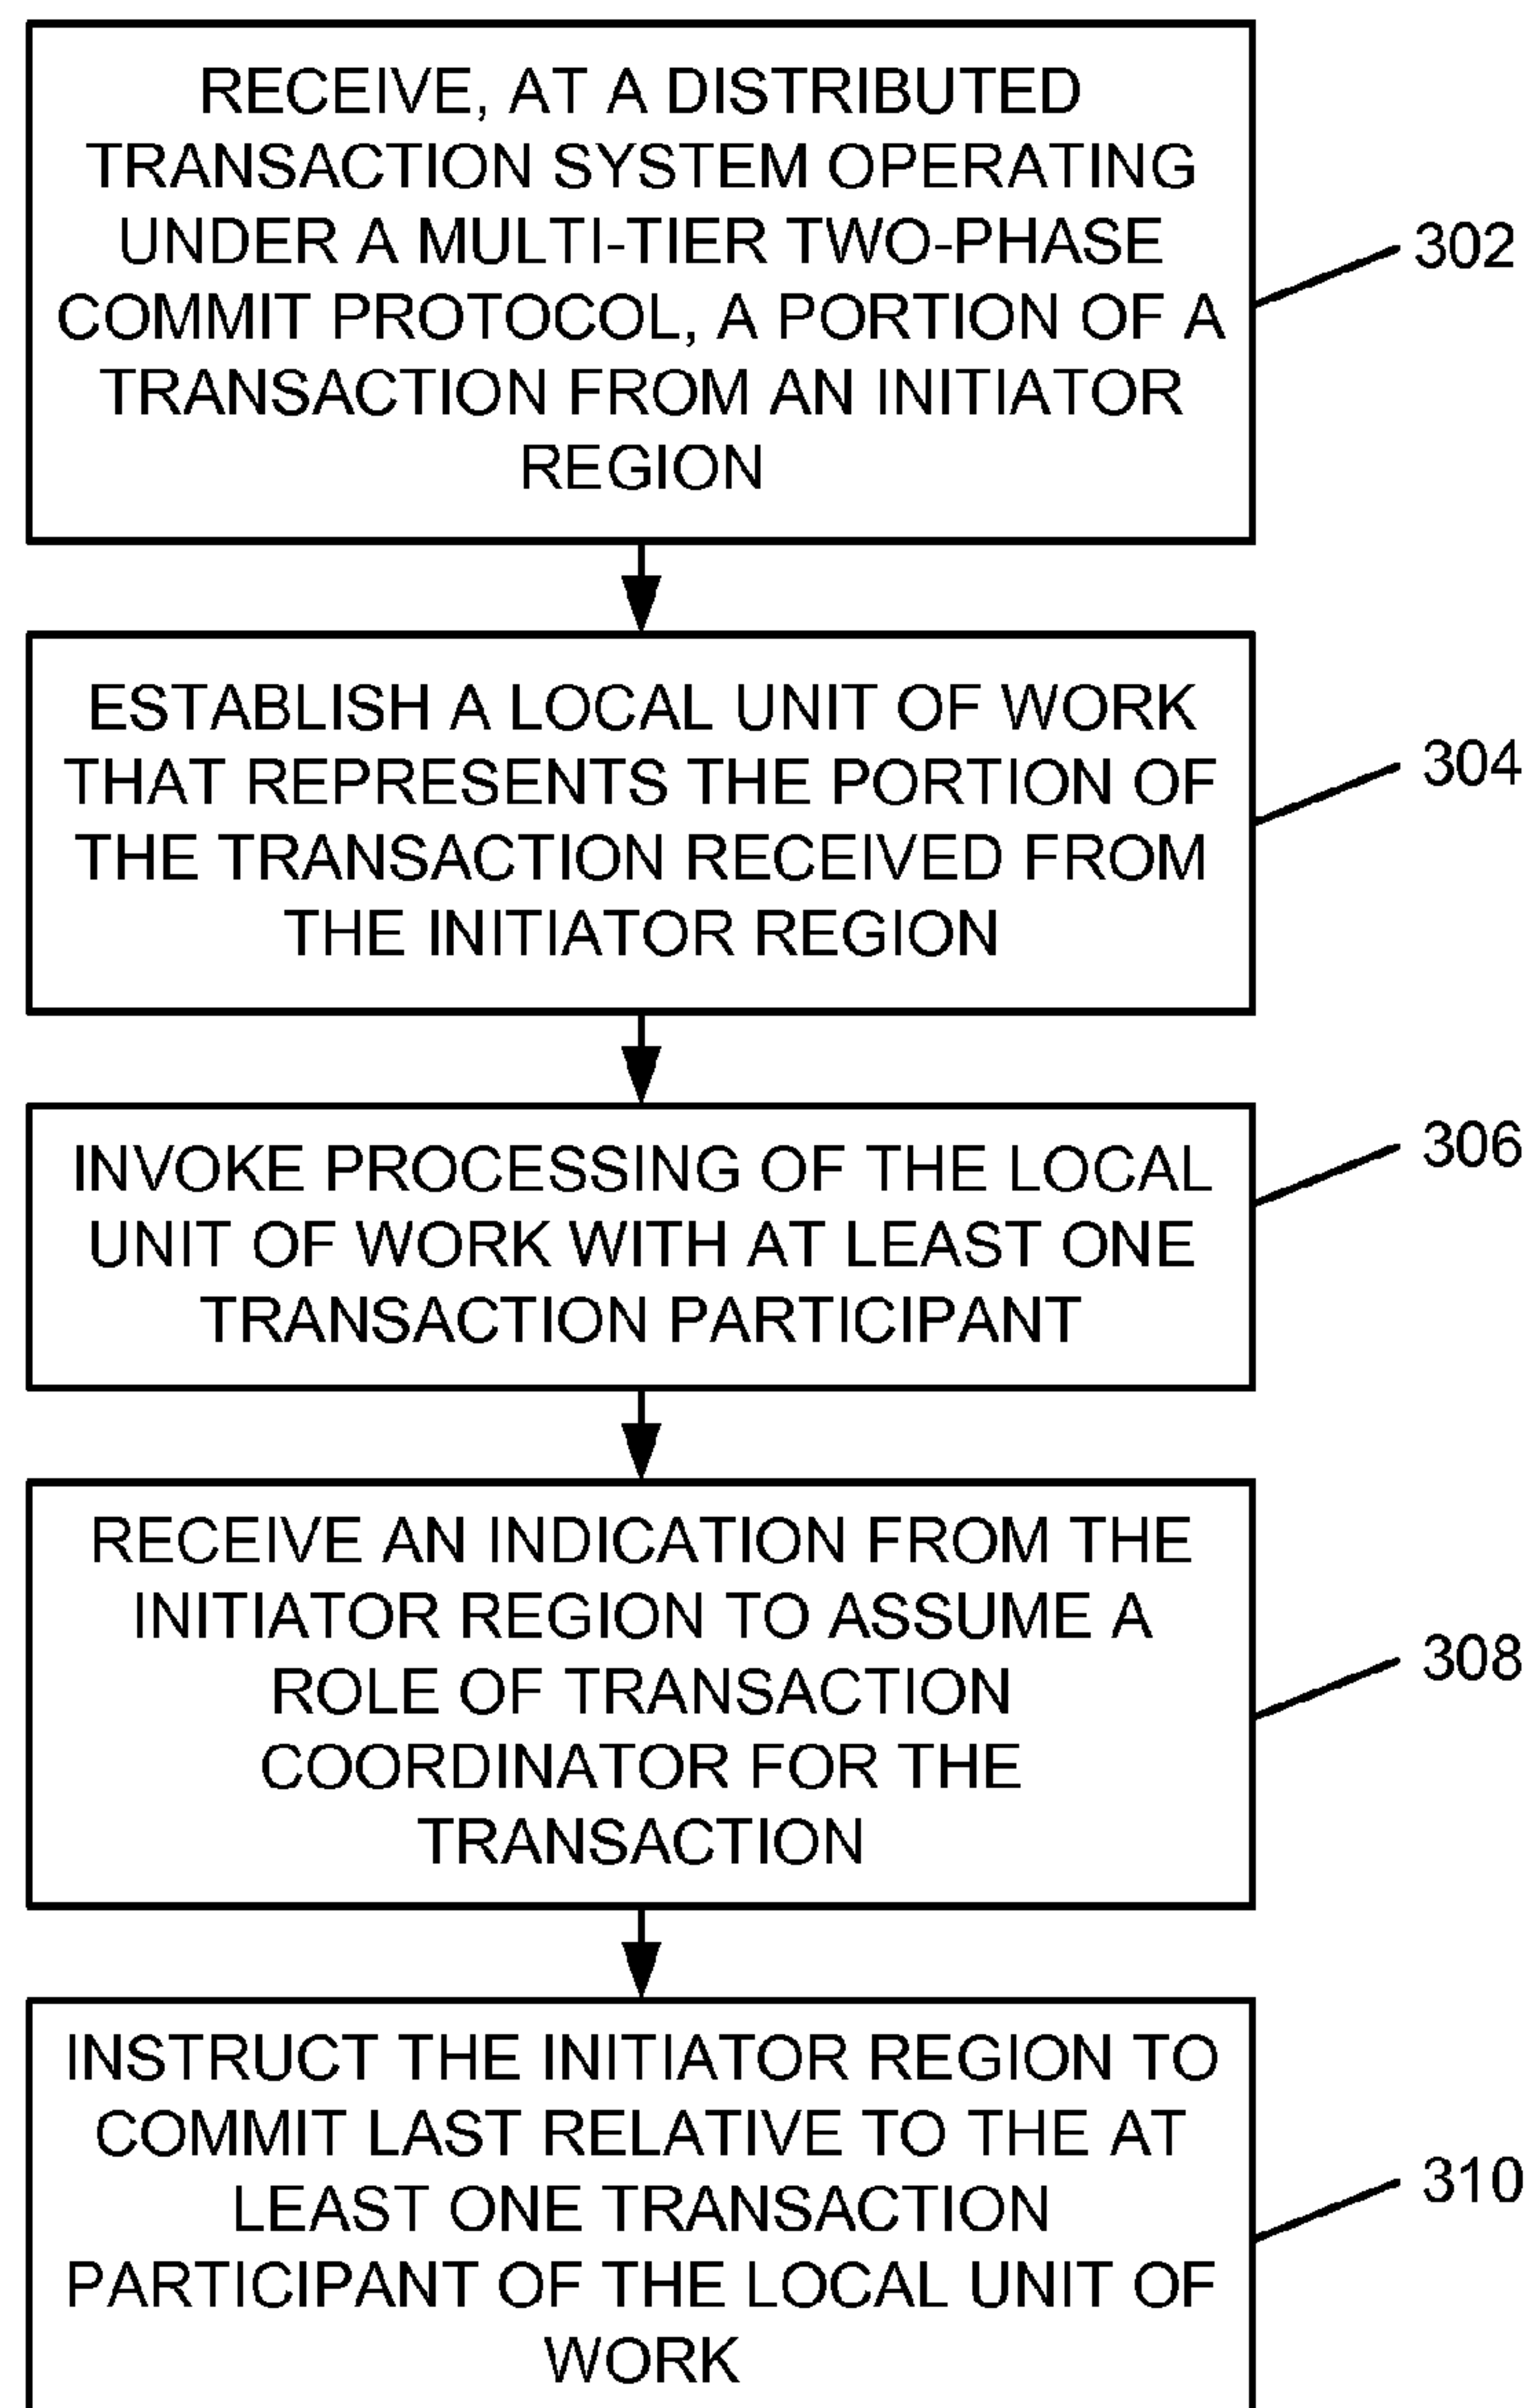 RECEIVE, AT A DISTRIBUTED
TRANSACTION SYSTEM OPERATING
UNDER A MULTI-TIER TWO-PHASE
COMMIT PROTOCOL, A PORTION OF A
TRANSACTION FROM AN INITIATOR
REGION
302
ESTABLISH A LOCAL UNIT OF WORK
THAT REPRESENTS THE PORTION OF
THE TRANSACTION RECEIVED FROM
THE INITIATOR REGION
304
INVOKE PROCESSING OF THE LOCAL
UNIT OF WORK WITH AT LEAST ONE
TRANSACTION PARTICIPANT
306
RECEIVE AN INDICATION FROM THE
INITIATOR REGION TO ASSUME A
ROLE OF TRANSACTION
COORDINATOR FOR THE
TRANSACTION
308
INSTRUCT THE INITIATOR REGION TO
COMMIT LAST RELATIVE TO THE AT
LEAST ONE TRANSACTION
PARTICIPANT OF THE LOCAL UNIT OF
WORK
310